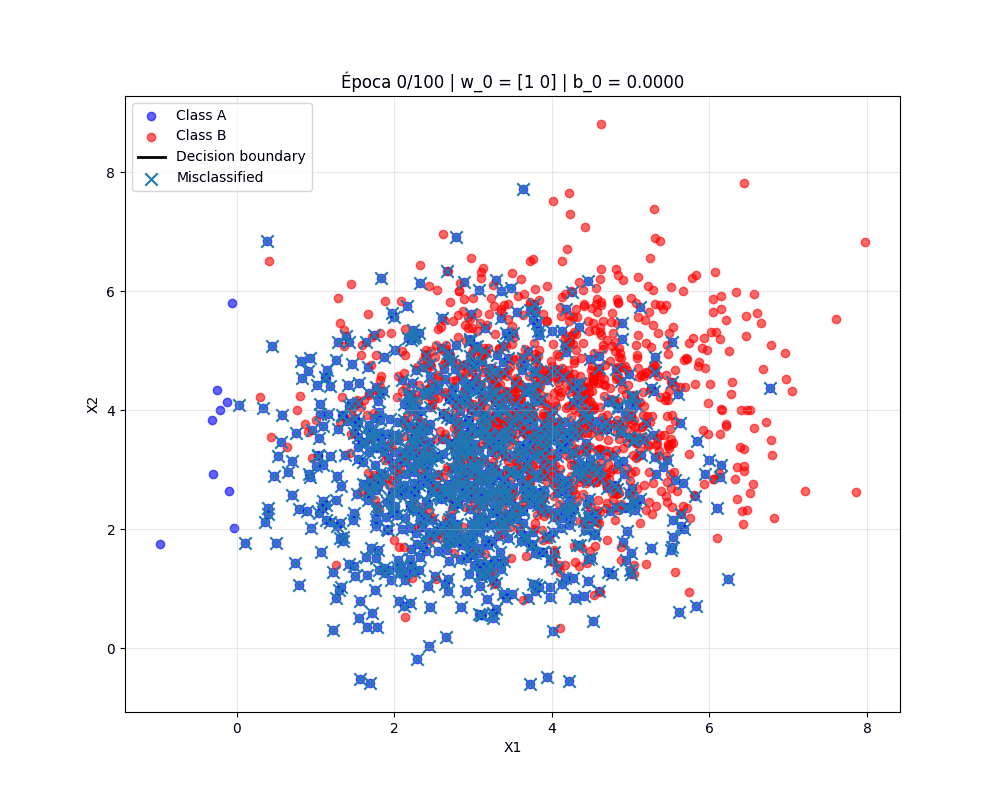 Época 0/100 | w_0 = [1 0] | b_0 = 0.0000
Class A
Class B
Decision boundary
Misclassified
8
6
4
2
0
X2
0 2 4 6 8
X1